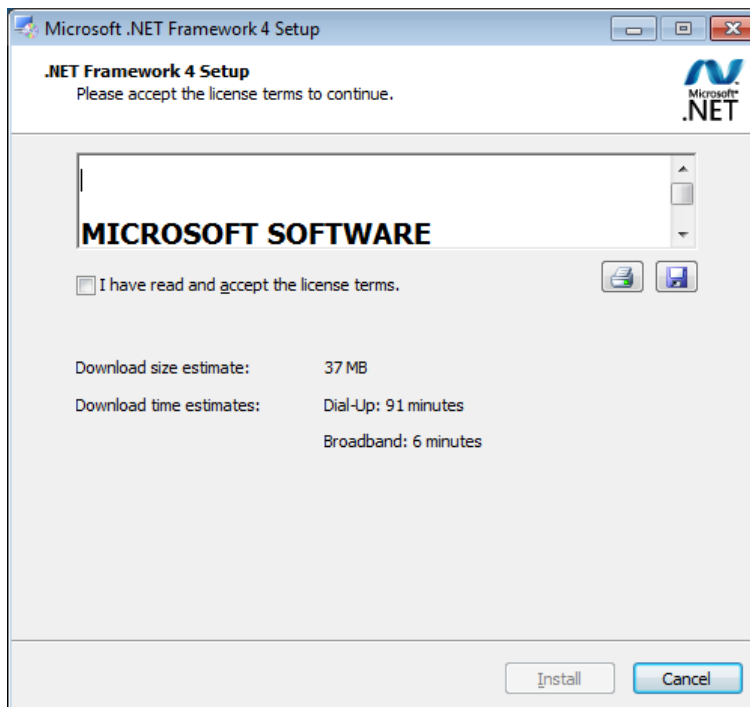 Microsoft .NET Framework 4 Setup
.NET Framework 4 Setup
Please accept the license terms to continue.
Microsoft®
.NET
MICROSOFT SOFTWARE
I have read and accept the license terms.
Download size estimate: 37 MB
Download time estimates: Dial-Up: 91 minutes
Broadband: 6 minutes
Install Cancel